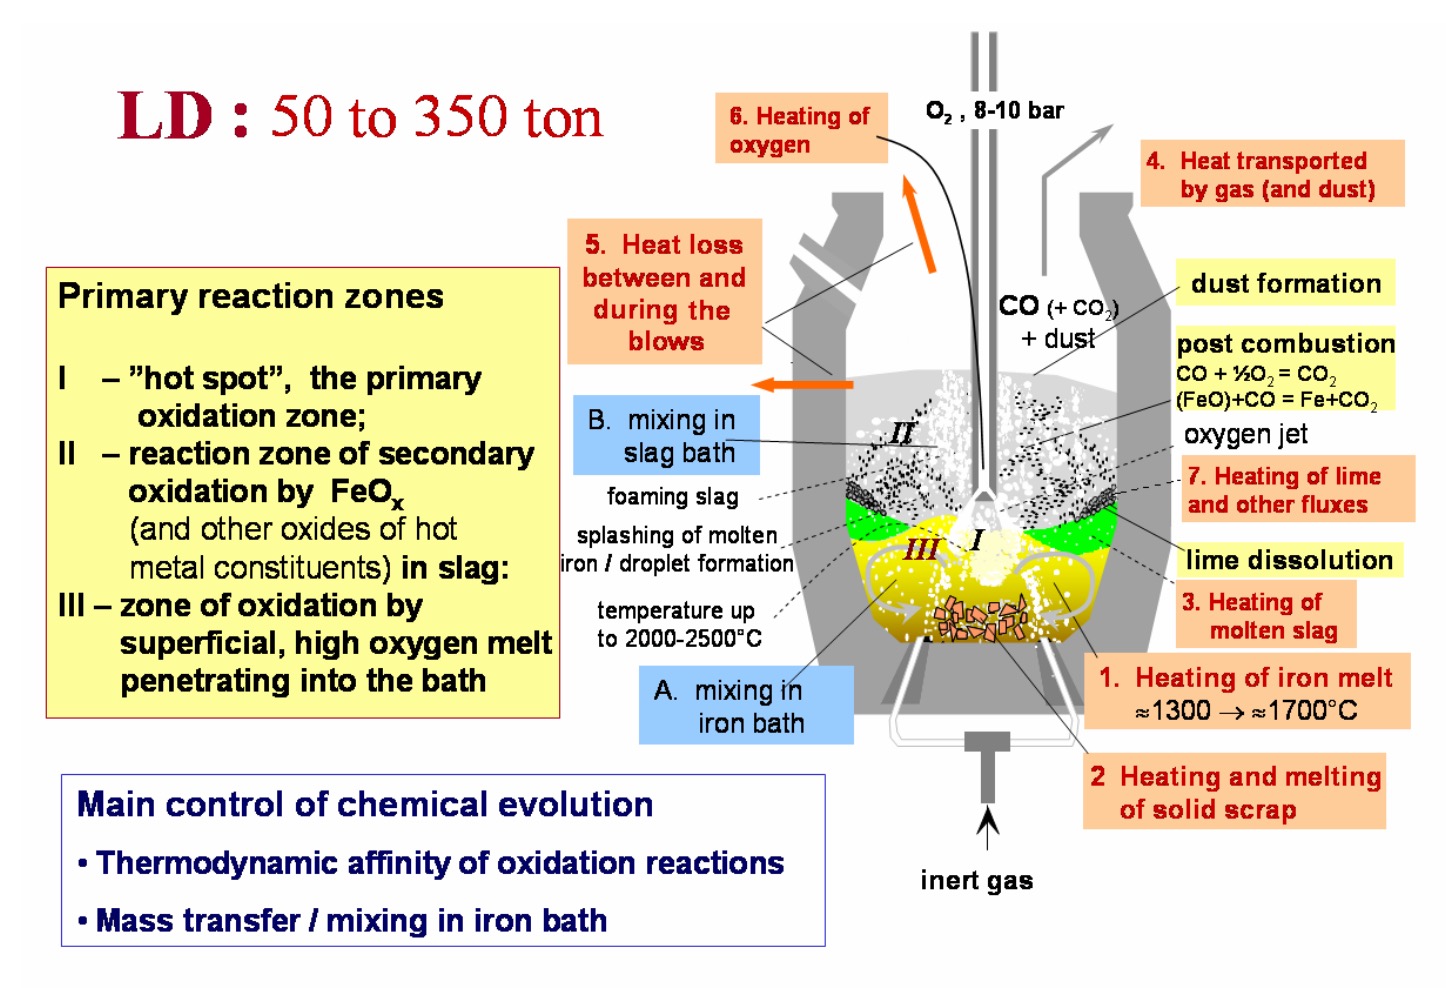 LD : 50 to 350 ton
Primary reaction zones
I – ”hot spot”, the primary
oxidation zone;
II – reaction zone of secondary
oxidation by FeOx
(and other oxides of hot
metal constituents) in slag:
III – zone of oxidation by
superficial, high oxygen melt
penetrating into the bath
Main control of chemical evolution
• Thermodynamic affinity of oxidation reactions
• Mass transfer / mixing in iron bath
6. Heating of
oxygen
O2 , 8-10 bar
4. Heat transported
by gas (and dust)
5. Heat loss
between and
during the
blows
CO (+ CO2)
+ dust
dust formation
post combustion
CO + ½O2 = CO2
(FeO)+CO = Fe+CO2
oxygen jet
B. mixing in
slag bath
II
foaming slag
7. Heating of lime
and other fluxes
splashing of molten
iron / droplet formation
III
I
lime dissolution
temperature up
to 2000-2500°C
3. Heating of
molten slag
A. mixing in
iron bath
1. Heating of iron melt
≈1300 → ≈1700°C
2 Heating and melting
of solid scrap
inert gas